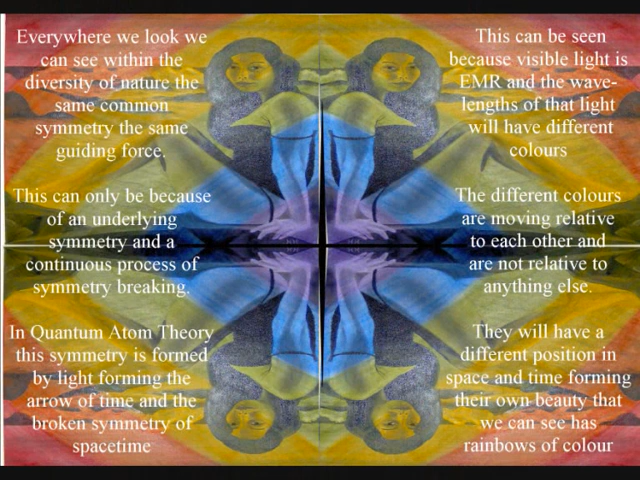 Everywhere we look we
can see within the
diversity of nature the
same common
symmetry the same
guiding force.
This can only be because
of an underlying
symmetry and a
continuous process of
symmetry breaking.
In Quantum Atom Theory
this symmetry is formed
by light forming the
arrow of time and the
broken symmetry of
spacetime
This can be seen
because visible light is
EMR and the wave-
lengths of that light
will have different
colours
The different colours
are moving relative
to each other and
are not relative to
anything else.
They will have a
different position in
space and time forming
their own beauty that
we can see has
rainbows of colour